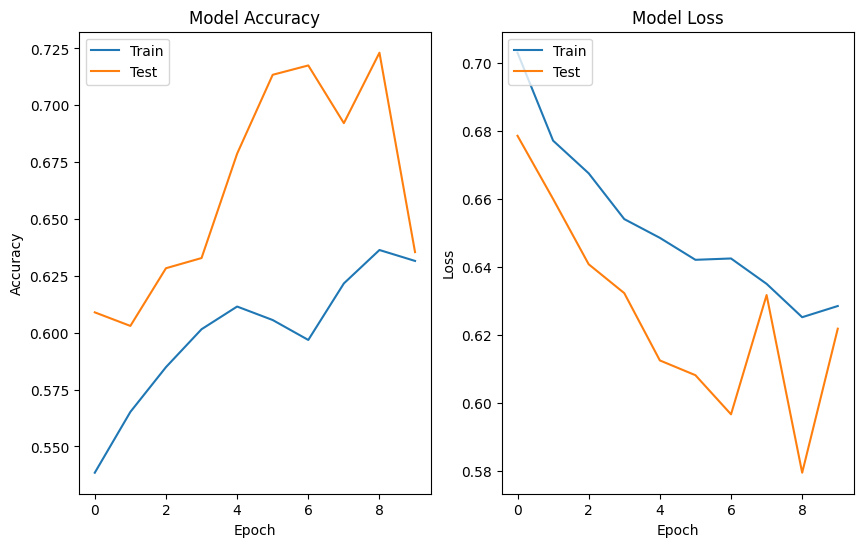 Model Accuracy
Train
Test
0.725
0.700
0.675
0.650
0.625
0.600
0.575
0.550
Accuracy
0
2
4
6
8
Epoch
Model Loss
Train
Test
0.70
0.68
0.66
0.64
0.62
0.60
0.58
Loss
0
2
4
6
8
Epoch